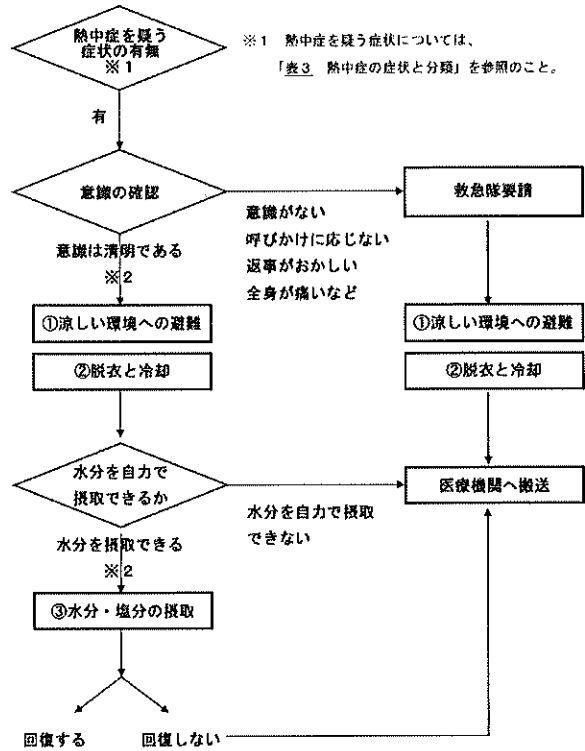 熱中症を疑う
症状の有無
※1
※1 熱中症を疑う症状については、
「表3 熱中症の症状と分類」を参照のこと。
有
意識の確認
救急隊要請
意識がない
呼びかけに応じない
返事がおかしい
全身が痛いなど
意識は清明である
※2
①涼しい環境への避難
①涼しい環境への避難
②脱衣と冷却
②脱衣と冷却
水分を自力で
摂取できるか
医療機関へ搬送
水分を自力で摂取
できない
水分を摂取できる
※2
③水分・塩分の摂取
回復する
回復しない